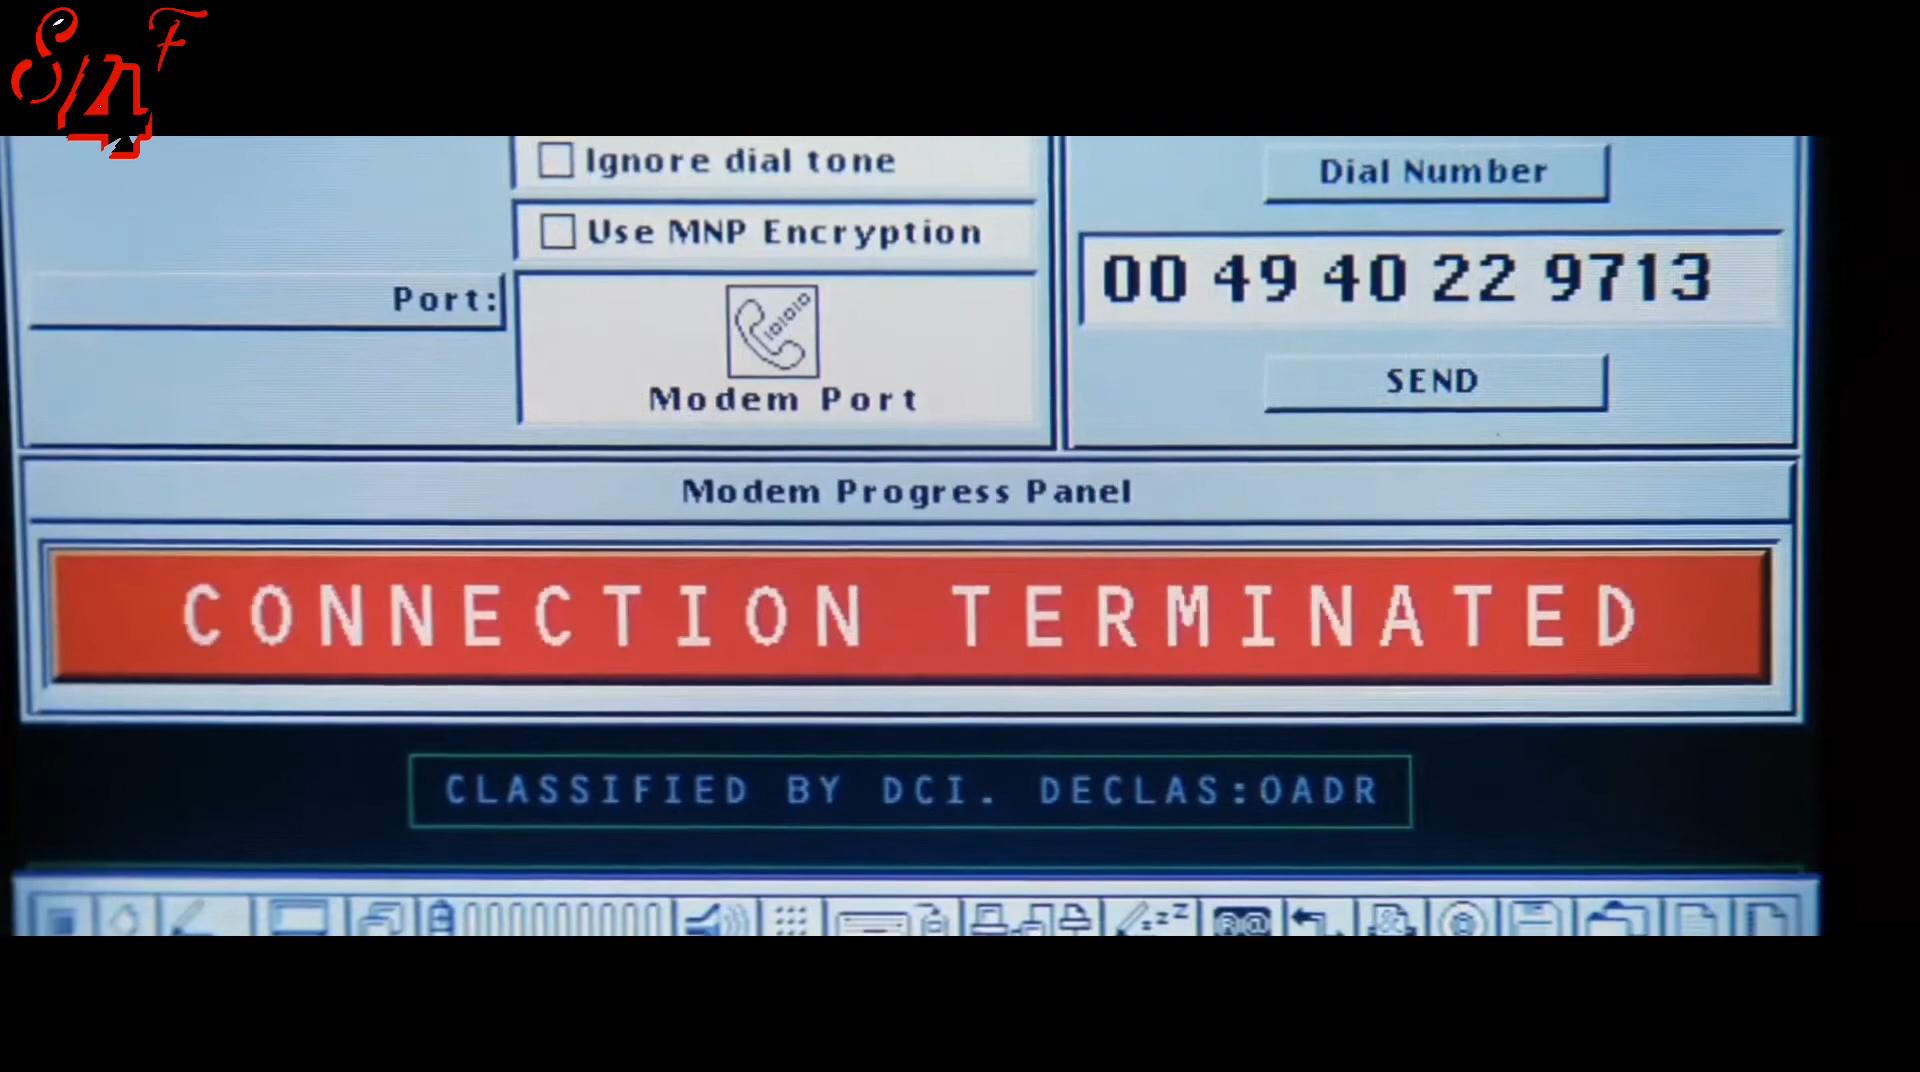 S/4F
Ignore dial tone
Dial Number
Use MNP Encryption
00 49 40 22 9713
Port:
Modem Port
SEND
Modem Progress Panel
CONNECTION TERMINATED
CLASSIFIED BY DCI. DECLAS:OADR